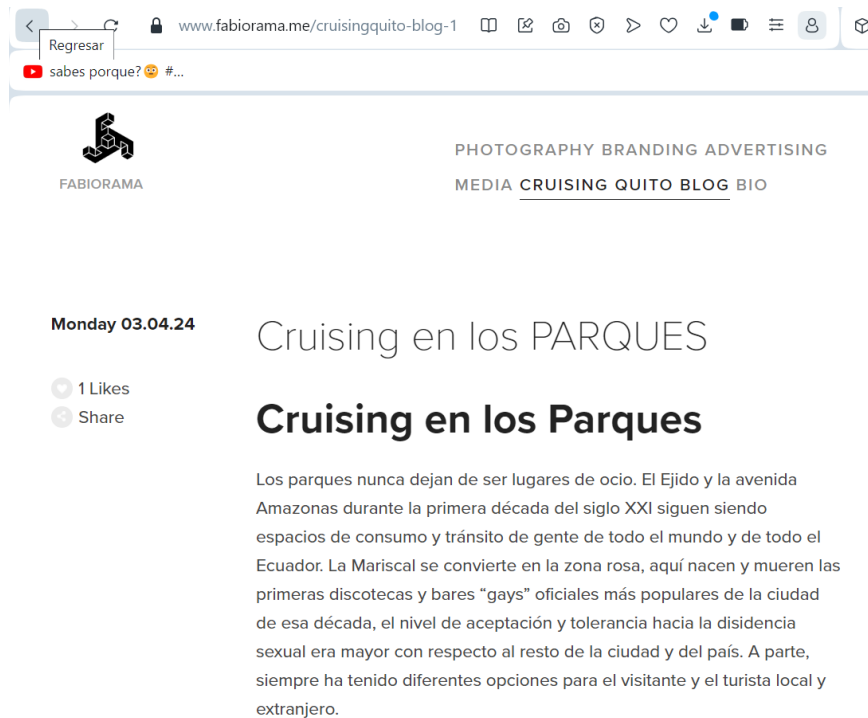 www.fabiorama.me/cruisingquito-blog-1
Regresar
sabes porque?😳 #...
FABIORAMA
PHOTOGRAPHY BRANDING ADVERTISING
MEDIA CRUISING QUITO BLOG BIO
Monday 03.04.24
1 Likes
Share
Cruising en los PARQUES
Cruising en los Parques
Los parques nunca dejan de ser lugares de ocio. El Ejido y la avenida
Amazonas durante la primera década del siglo XXI siguen siendo
espacios de consumo y tránsito de gente de todo el mundo y de todo el
Ecuador. La Mariscal se convierte en la zona rosa, aquí nacen y mueren las
primeras discotecas y bares “gays” oficiales más populares de la ciudad
de esa década, el nivel de aceptación y tolerancia hacia la disidencia
sexual era mayor con respecto al resto de la ciudad y del país. A parte,
siempre ha tenido diferentes opciones para el visitante y el turista local y
extranjero.